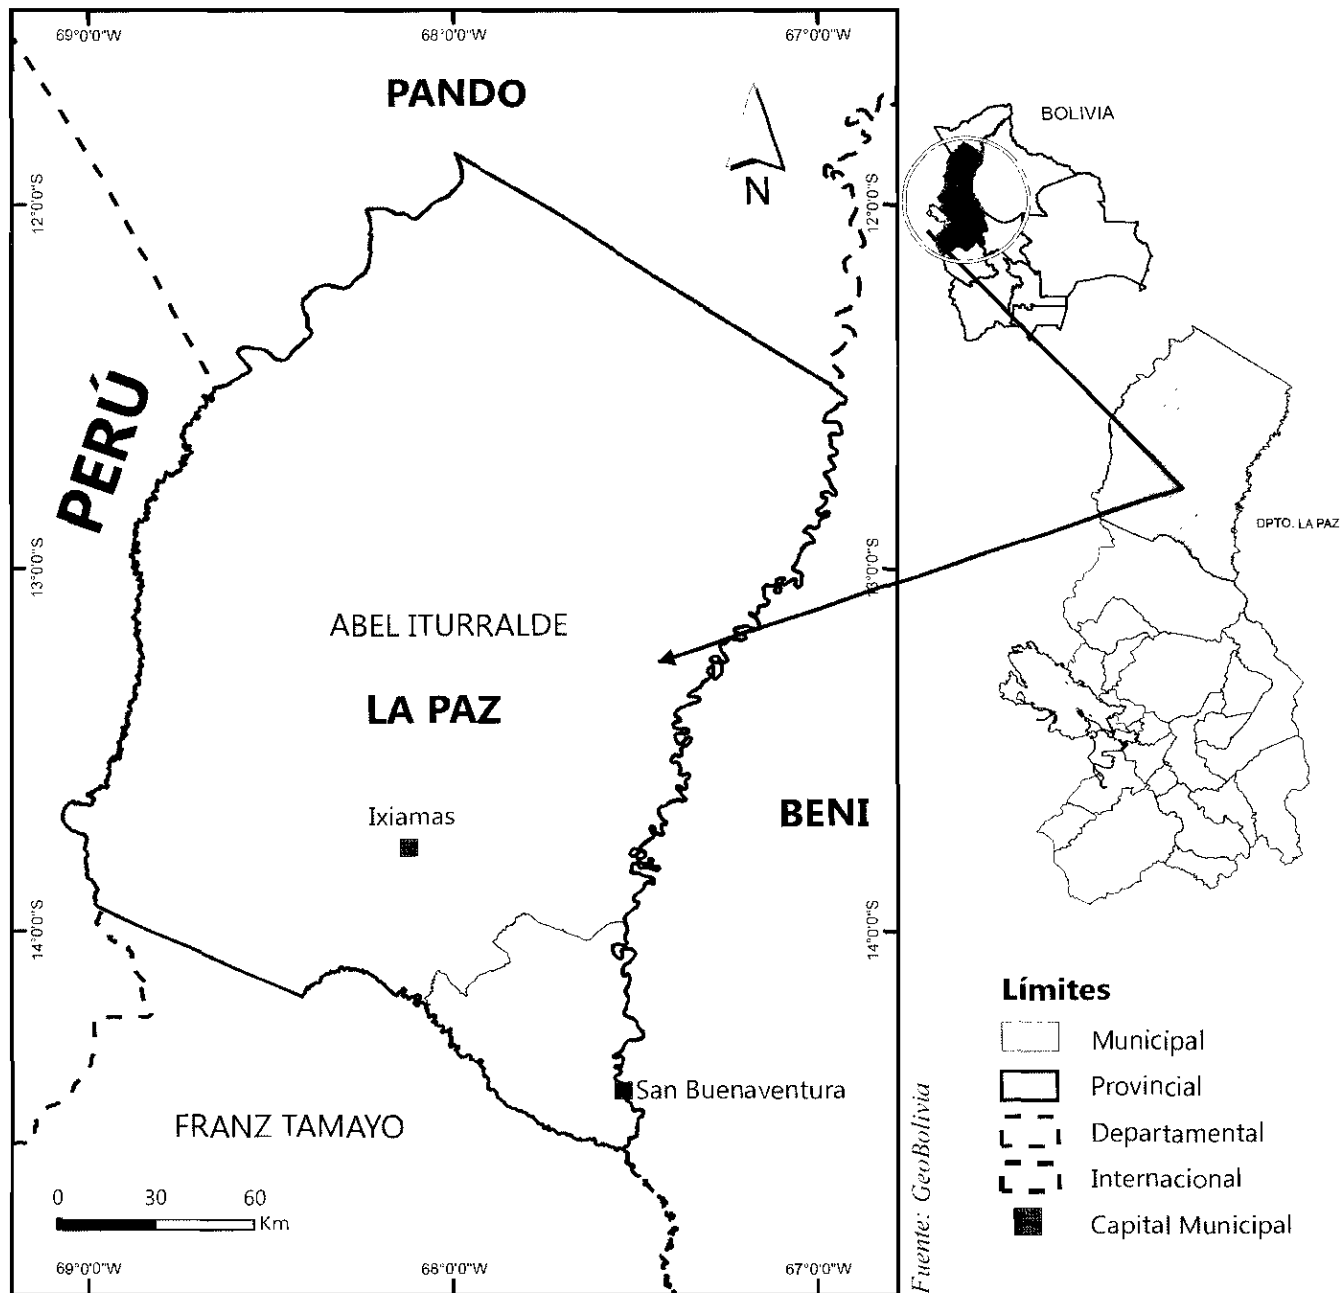 69°0'0"W
68°0'0"W
67°0'0"W
PANDO
BOLIVIA
N
12°0'0"S
12°0'0"S
PERÚ
DPTO. LA PAZ
13°0'0"S
13°0'0"S
ABEL ITURRALDE
LA PAZ
Ixiamas
BENI
14°0'0"S
14°0'0"S
San Buenaventura
FRANZ TAMAYO
0 30 60
Km
69°0'0"W
68°0'0"W
67°0'0"W
Límites
Municipal
Provincial
Departamental
Internacional
Capital Municipal
Fuente: GeoBolivia